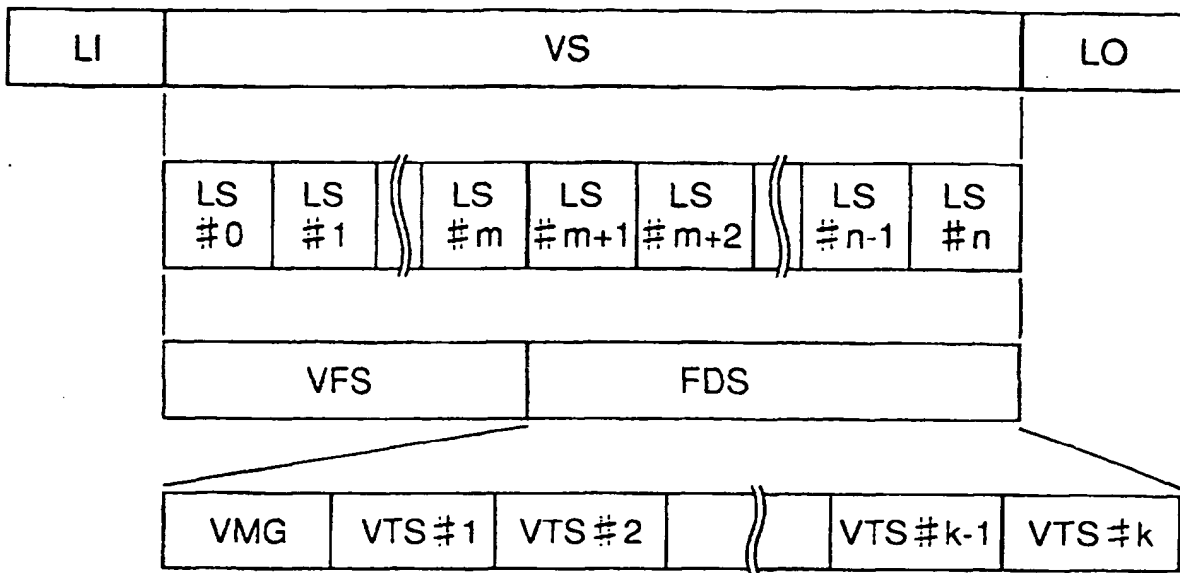 LI VS LO
LS #0 LS #1 LS #m LS #m+1 LS #m+2 LS #n-1 LS #n
VFS FDS
VMG VTS#1 VTS#2 VTS#k-1 VTS#k